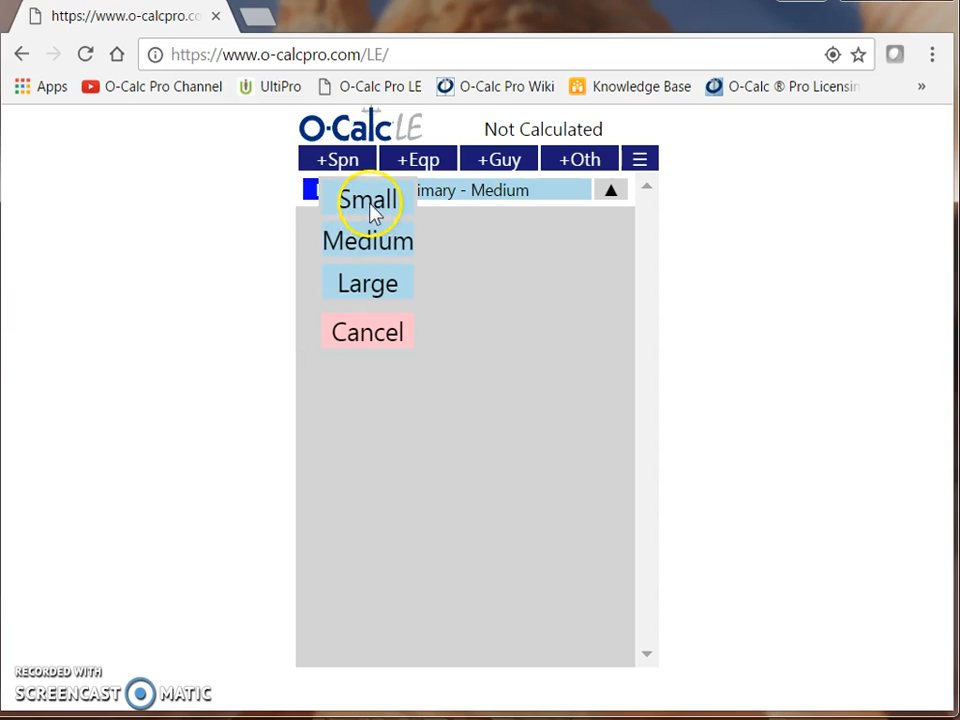 https://www.o-calcpro.cc
https://www.o-calcpro.com/LE/
Apps O-Calc Pro Channel UltiPro O-Calc Pro LE O-Calc Pro Wiki Knowledge Base O-Calc ® Pro Licensin »
O-Calc LE Not Calculated
+Spn +Eqp +Guy +Oth ☰
imary - Medium ▲
Small
Medium
Large
Cancel
RECORDED WITH
SCREENCAST MATIC